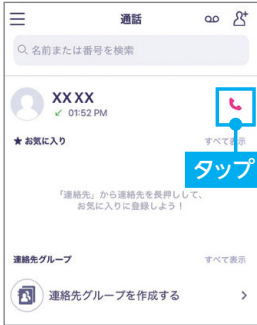 通話
名前または番号を検索
XX XX
01:52 PM
★お気に入り
すべて表示
タップ
「連絡先」から連絡先を長押しして、
お気に入りに登録しよう！
連絡先グループ
すべて表示
連絡先グループを作成する